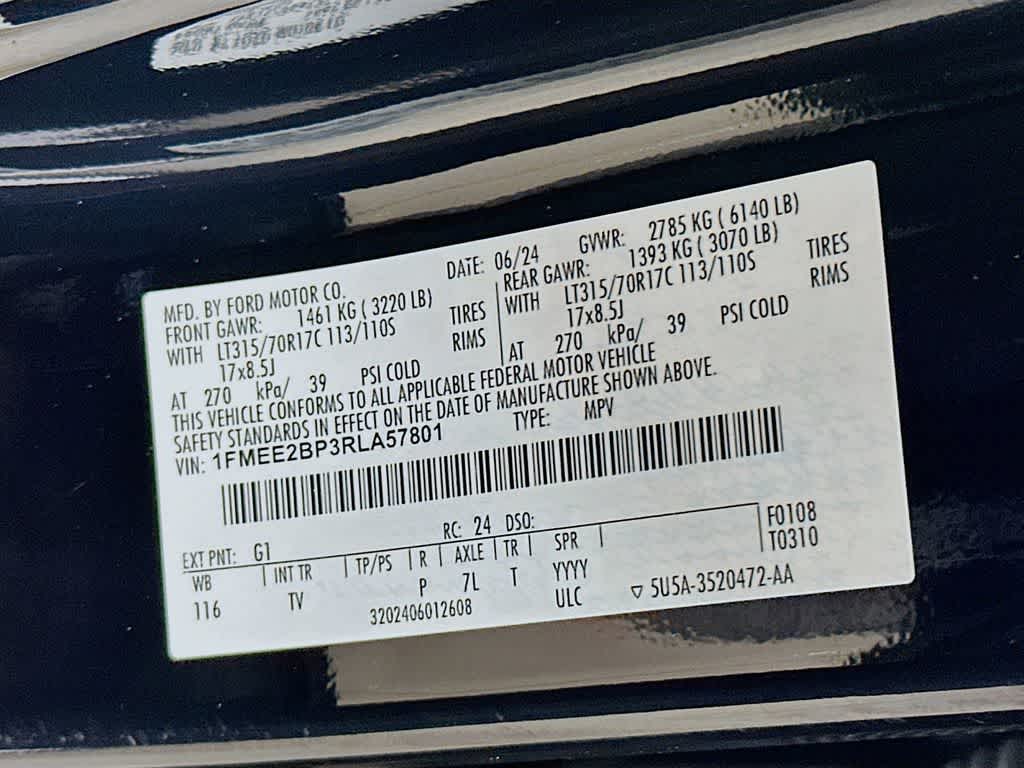 MFD. BY FORD MOTOR CO.
DATE: 06/24 GVWR: 2785 KG ( 6140 LB)
FRONT GAWR: 1461 KG ( 3220 LB)
WITH LT315/70R17C 113/110S TIRES
17x8.5J RIMS
AT 270 kPa/ 39 PSI COLD
REAR GAWR: 1393 KG ( 3070 LB)
WITH LT315/70R17C 113/110S TIRES
17x8.5J RIMS
AT 270 kPa/ 39 PSI COLD
THIS VEHICLE CONFORMS TO ALL APPLICABLE FEDERAL MOTOR VEHICLE
SAFETY STANDARDS IN EFFECT ON THE DATE OF MANUFACTURE SHOWN ABOVE.
VIN: 1FMEE2BP3RLA57801 TYPE: MPV
EXT PNT: G1 RC: 24 DSO: F0108
WB INT TR TP/PS R AXLE TR SPR T0310
116 TV P 7L T YYYY
3202406012608 ULC ▽ 5U5A-3520472-AA